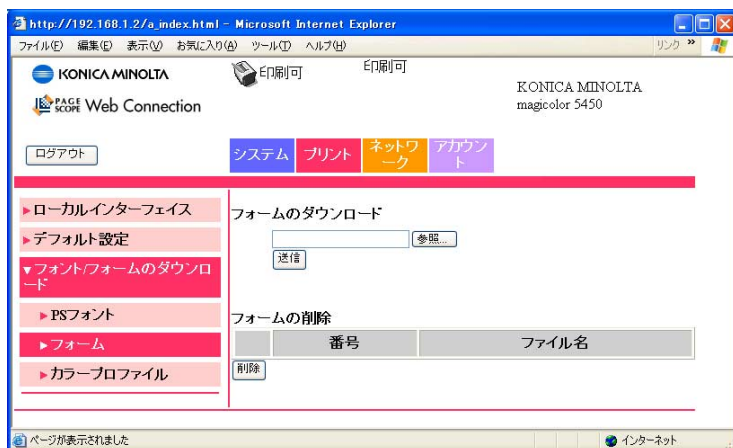 http://192.168.1.2/a_index.html - Microsoft Internet Explorer
ファイル(F) 編集(E) 表示(V) お気に入り(A) ツール(T) ヘルプ(H) リンク »
KONICA MINOLTA
印刷可
印刷可
KONICA MINOLTA
magicolor 5450
PAGE SCOPE Web Connection
ログアウト
システム
プリント
ネットワ
ーク
アカウン
ト
ローカルインターフェイス
デフォルト設定
フォント/フォームのダウンロ
ード
PSフォント
フォーム
カラープロファイル
フォームのダウンロード
参照...
送信
フォームの削除
番号 ファイル名
削除
ページが表示されました
インターネット